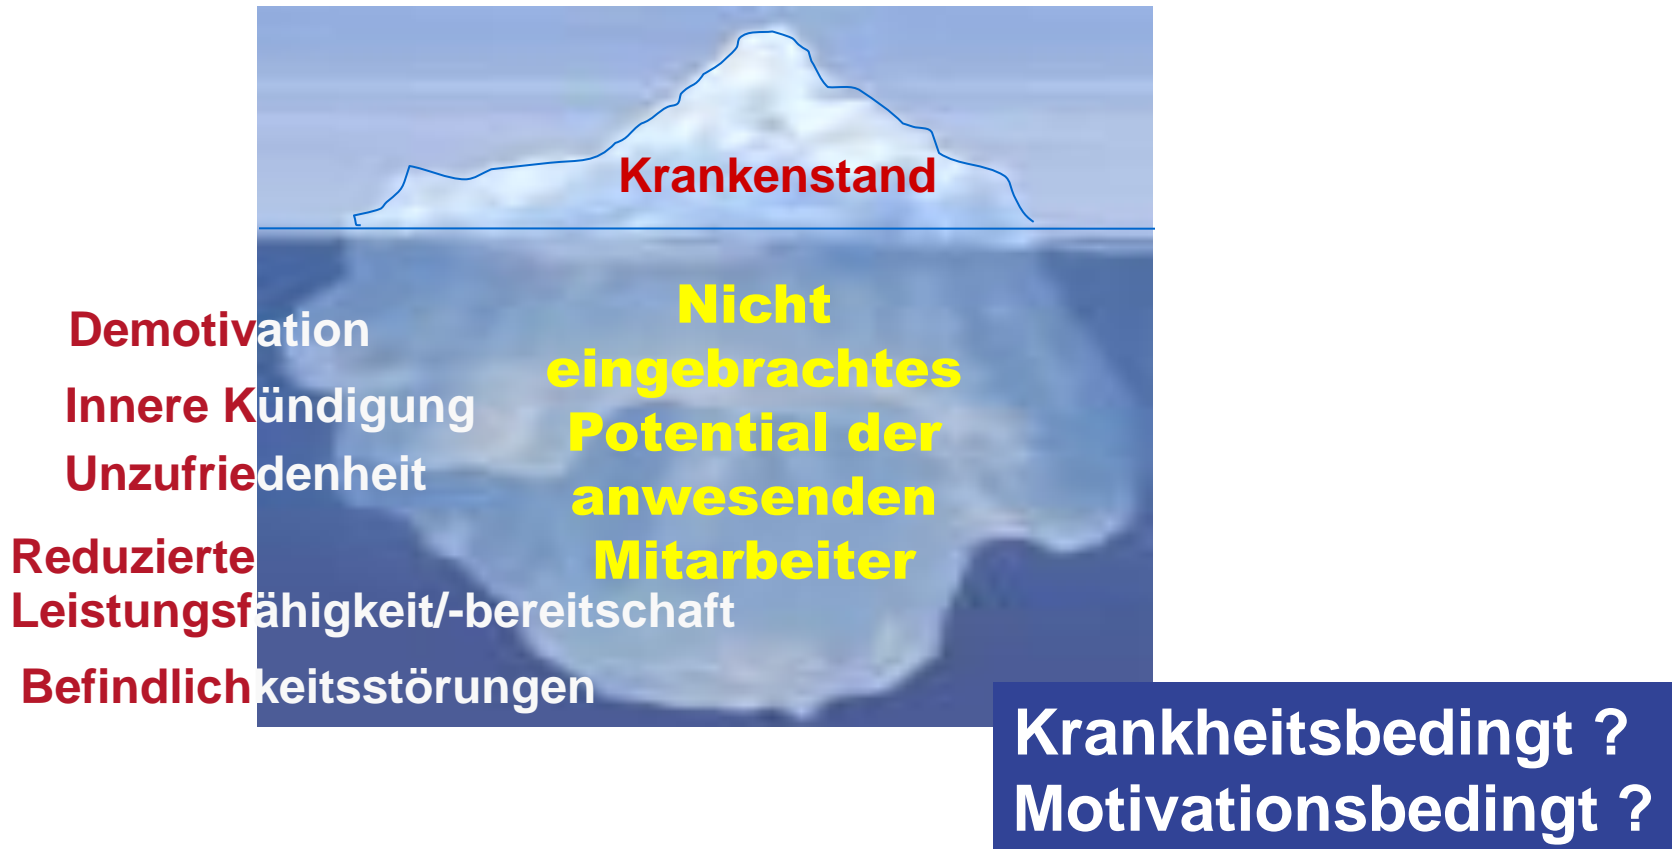 Krankenstand
Nicht
eingebrachtes
Potential der
anwesenden
Mitarbeiter
Demotivation
Innere Kündigung
Unzufriedenheit
Reduzierte
Leistungsfähigkeit/-bereitschaft
Befindlichkeitsstörungen
Krankheitsbedingt ?
Motivationsbedingt ?